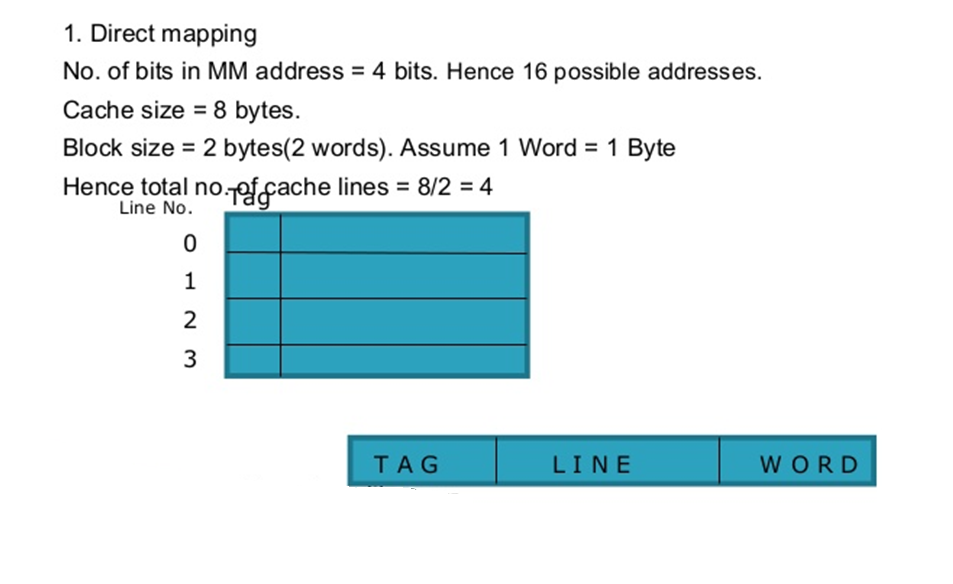 1. Direct mapping
No. of bits in MM address = 4 bits. Hence 16 possible addresses.
Cache size = 8 bytes.
Block size = 2 bytes(2 words). Assume 1 Word = 1 Byte
Hence total no. of cache lines = 8/2 = 4
Line No. Tag
0
1
2
3
TAG LINE WORD